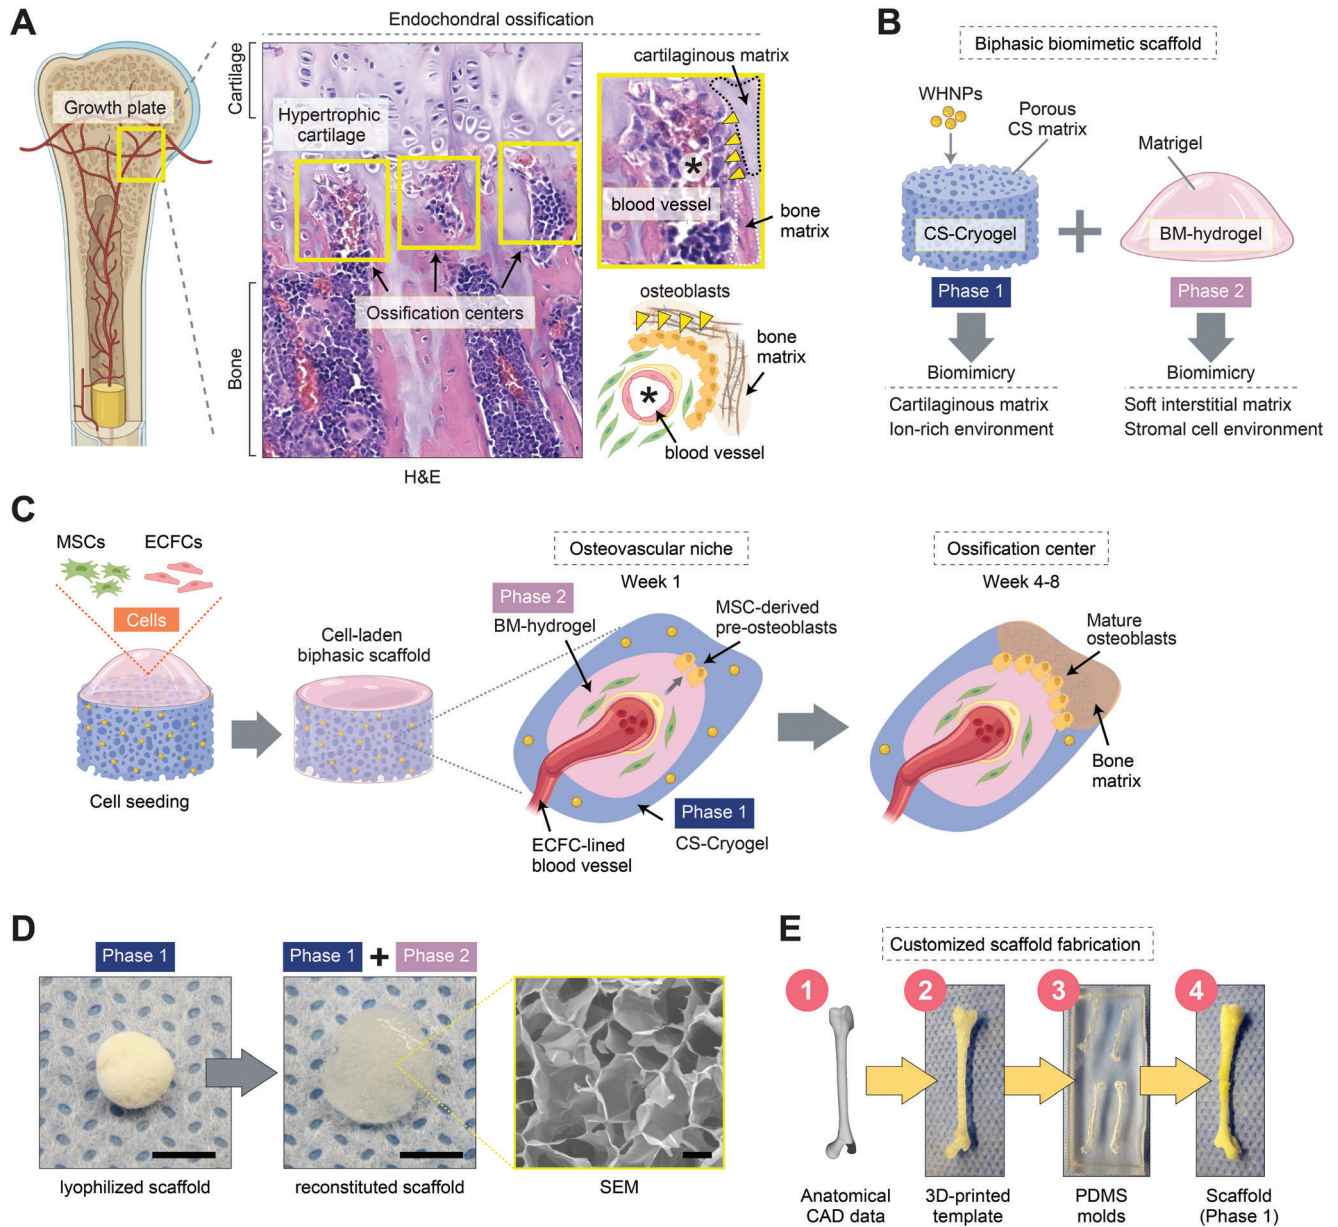 A
Endochondral ossification
Cartilage
Bone
Growth plate
Hypertrophic
cartilage
Ossification centers
H&E
cartilaginous matrix
*
blood vessel
bone
matrix
osteoblasts
bone
matrix
*
blood vessel
B
Biphasic biomimetic scaffold
WHNPs
Porous
CS matrix
Matrigel
CS-Cryogel
+
BM-hydrogel
Phase 1
Phase 2
Biomimicry
Biomimicry
Cartilaginous matrix
Ion-rich environment
Soft interstitial matrix
Stromal cell environment
C
MSCs
ECFCs
Cells
Cell seeding
Cell-laden
biphasic scaffold
Osteovascular niche
Week 1
Phase 2
BM-hydrogel
MSC-derived
pre-osteoblasts
Phase 1
CS-Cryogel
ECFC-lined
blood vessel
Ossification center
Week 4-8
Mature
osteoblasts
Bone
matrix
D
Phase 1
Phase 1 + Phase 2
lyophilized scaffold
reconstituted scaffold
SEM
E
Customized scaffold fabrication
1
2
3
4
Anatomical
CAD data
3D-printed
template
PDMS
molds
Scaffold
(Phase 1)